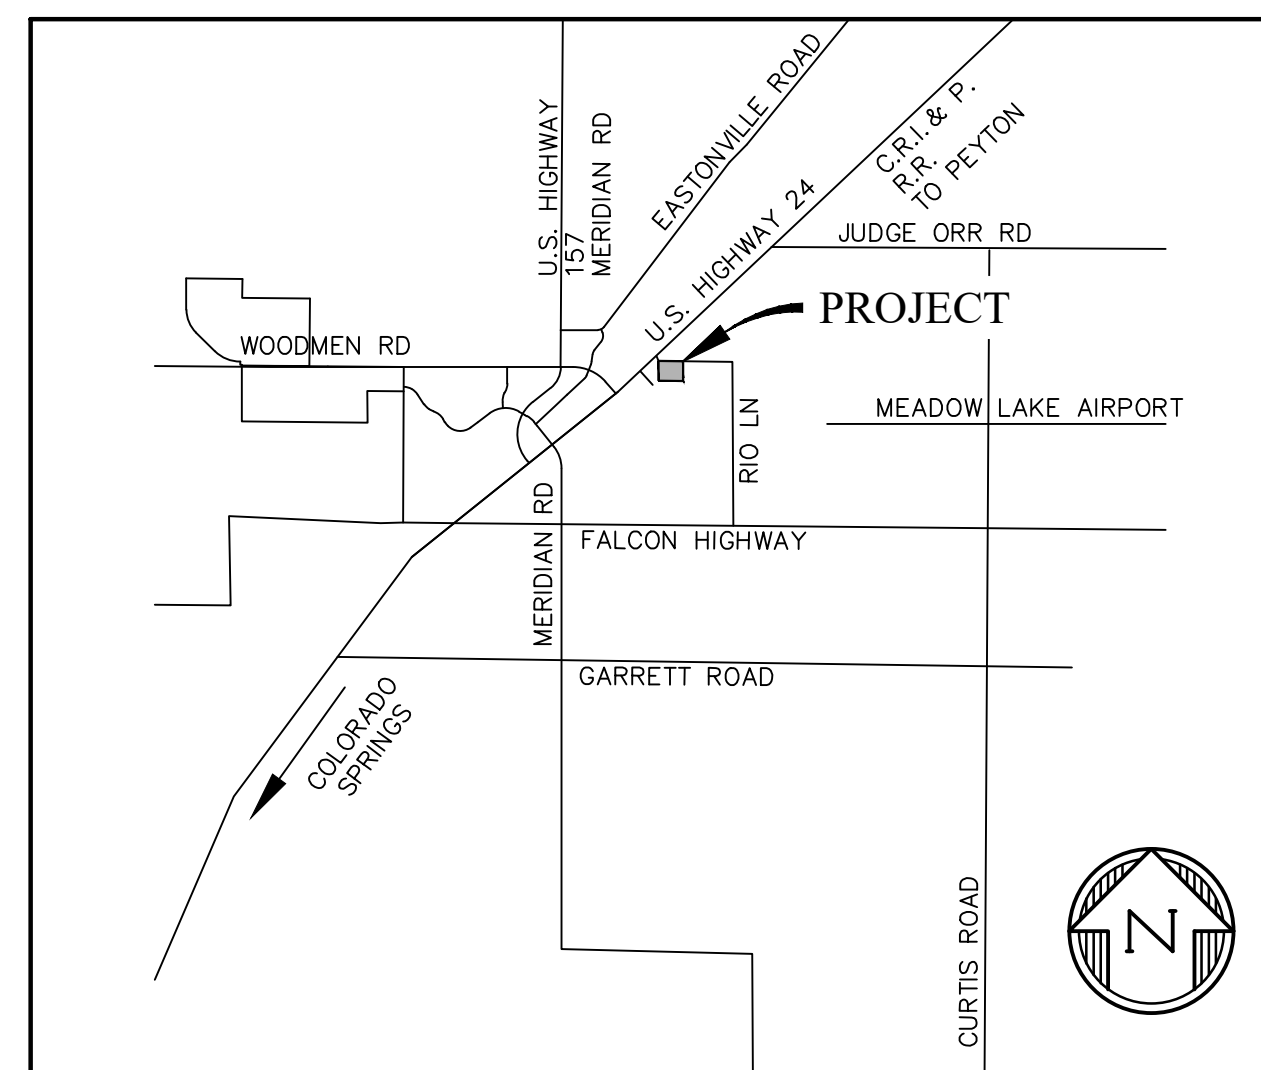 U.S. HIGHWAY
157
MERIDIAN RD
EASTONVILLE ROAD
U.S. HIGHWAY 24
C.R.I. & P.
R.R.
TO PEYTON
JUDGE ORR RD
PROJECT
WOODMEN RD
RIO LN
MEADOW LAKE AIRPORT
MERIDIAN RD
FALCON HIGHWAY
GARRETT ROAD
COLORADO
SPRINGS
CURTIS ROAD
N